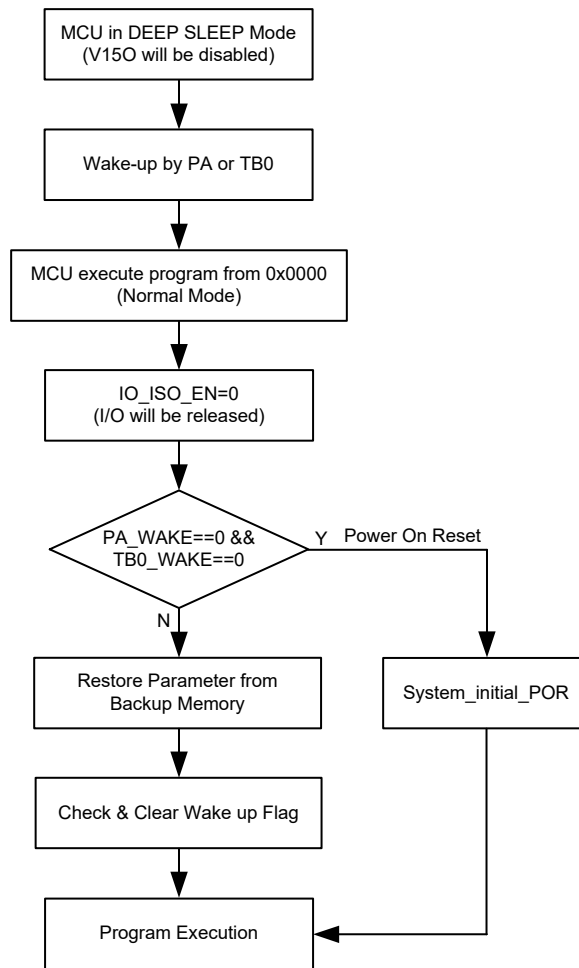 MCU in DEEP SLEEP Mode
(V15O will be disabled)
Wake-up by PA or TB0
MCU execute program from 0x0000
(Normal Mode)
IO_ISO_EN=0
(I/O will be released)
PA_WAKE==0 &&
TB0_WAKE==0
Y
Power On Reset
N
Restore Parameter from
Backup Memory
System_initial_POR
Check & Clear Wake up Flag
Program Execution